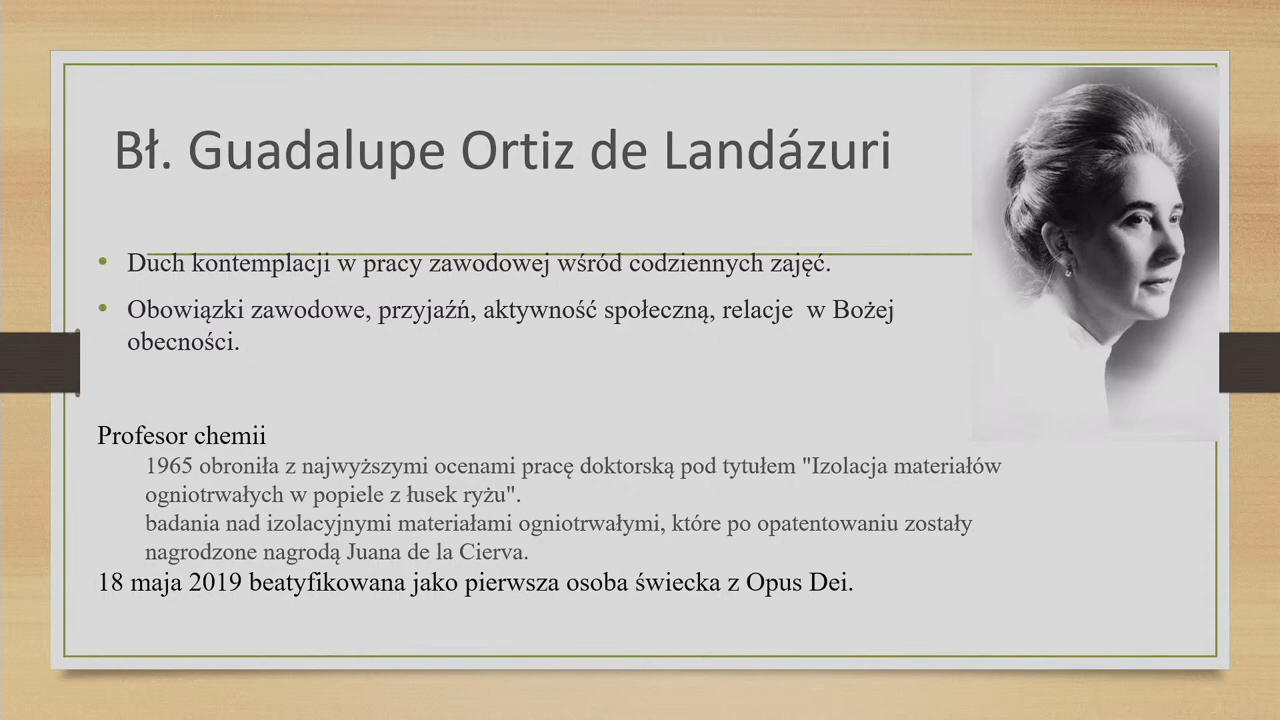 Bł. Guadalupe Ortiz de Landázuri
• Duch kontemplacji w pracy zawodowej wśród codziennych zajęć.
• Obowiązki zawodowe, przyjaźń, aktywność społeczną, relacje  w Bożej
obecności.
Profesor chemii
1965 obroniła z najwyższymi ocenami pracę doktorską pod tytułem "Izolacja materiałów
ogniotrwałych w popiele z łusek ryżu".
badania nad izolacyjnymi materiałami ogniotrwałymi, które po opatentowaniu zostały
nagrodzone nagrodą Juana de la Cierva.
18 maja 2019 beatyfikowana jako pierwsza osoba świecka z Opus Dei.